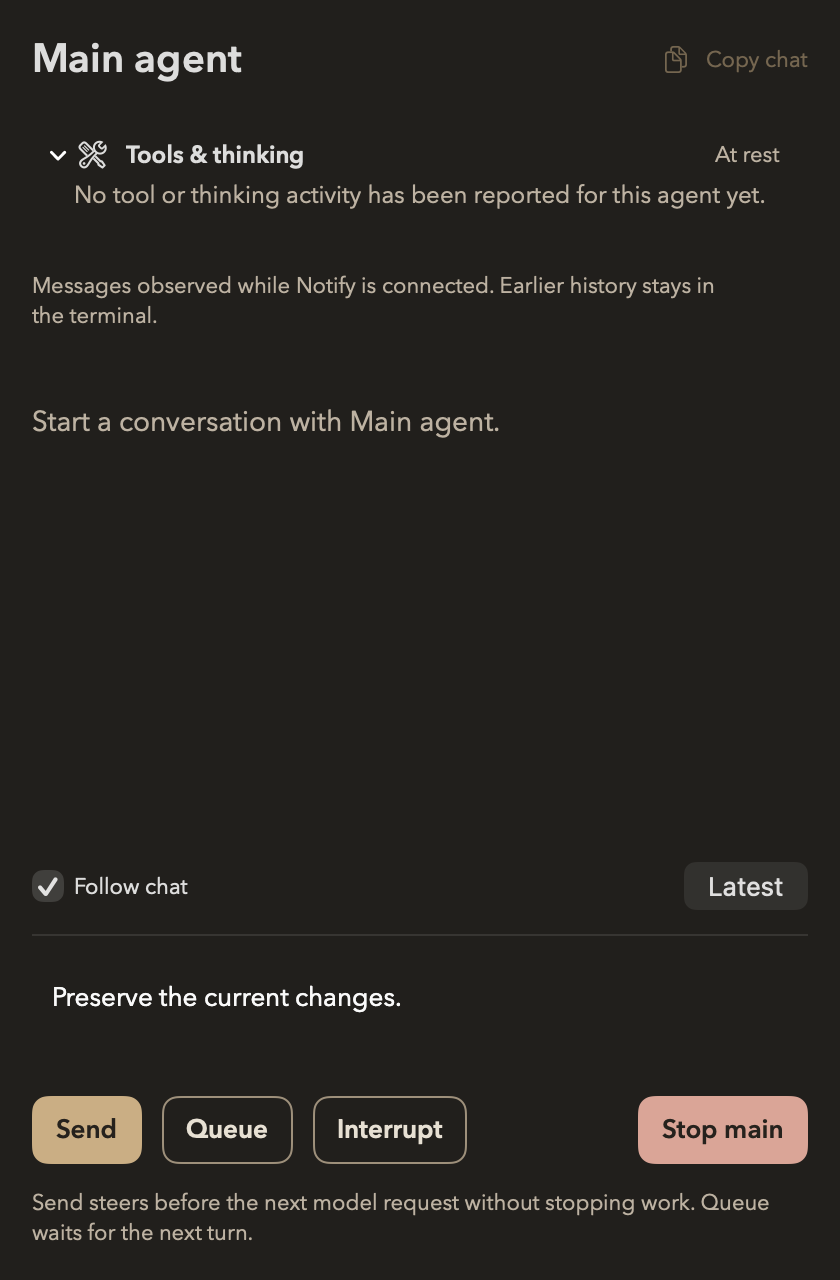 Main agent
Copy chat
Tools & thinking
At rest
No tool or thinking activity has been reported for this agent yet.
Messages observed while Notify is connected. Earlier history stays in
the terminal.
Start a conversation with Main agent.
Follow chat
Latest
Preserve the current changes.
Send
Queue
Interrupt
Stop main
Send steers before the next model request without stopping work. Queue
waits for the next turn.